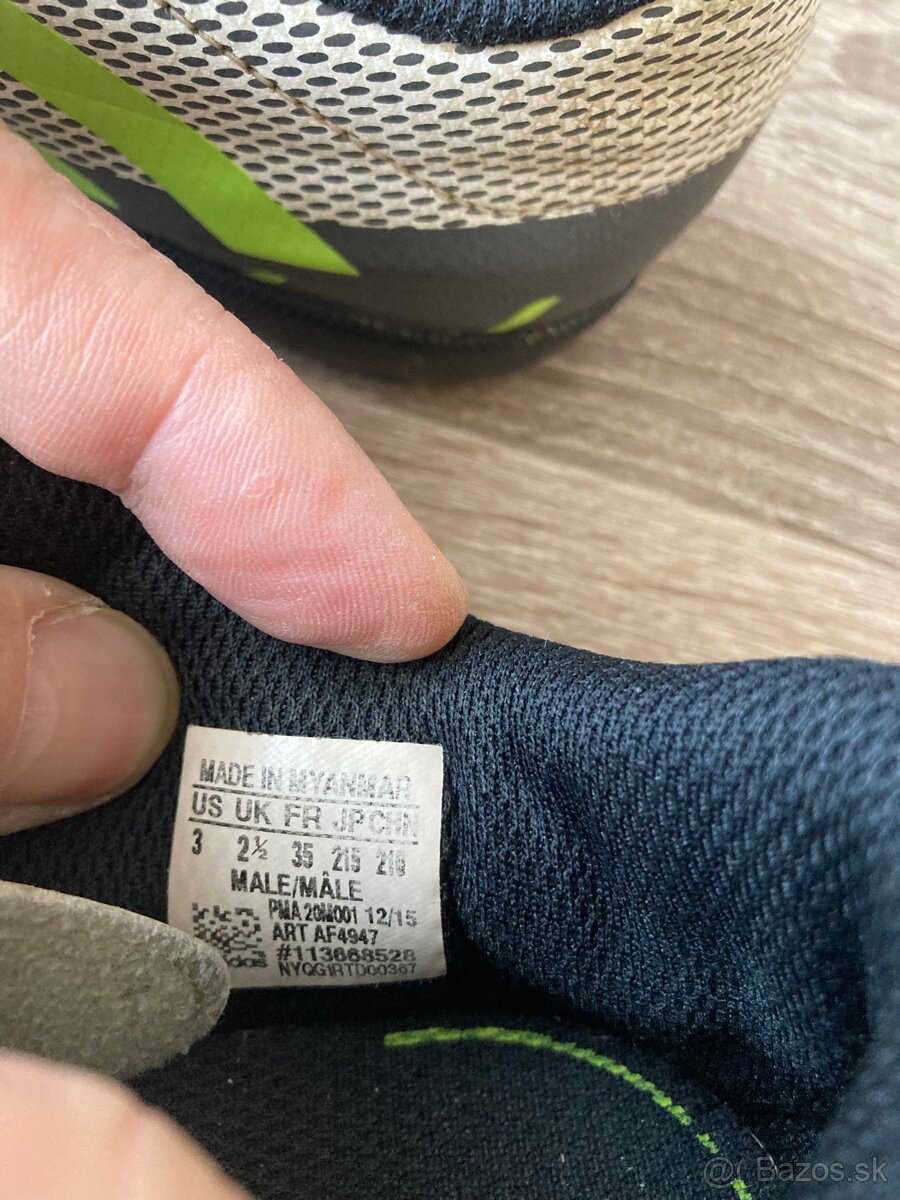 MADE IN MYANMAR
US UK FR JP CHN
3 2½ 35 215 210
MALE/MÂLE
PMA 20M001 12/15
ART AF4947
#113668528
NYQG1RTD00367
Bazos.sk